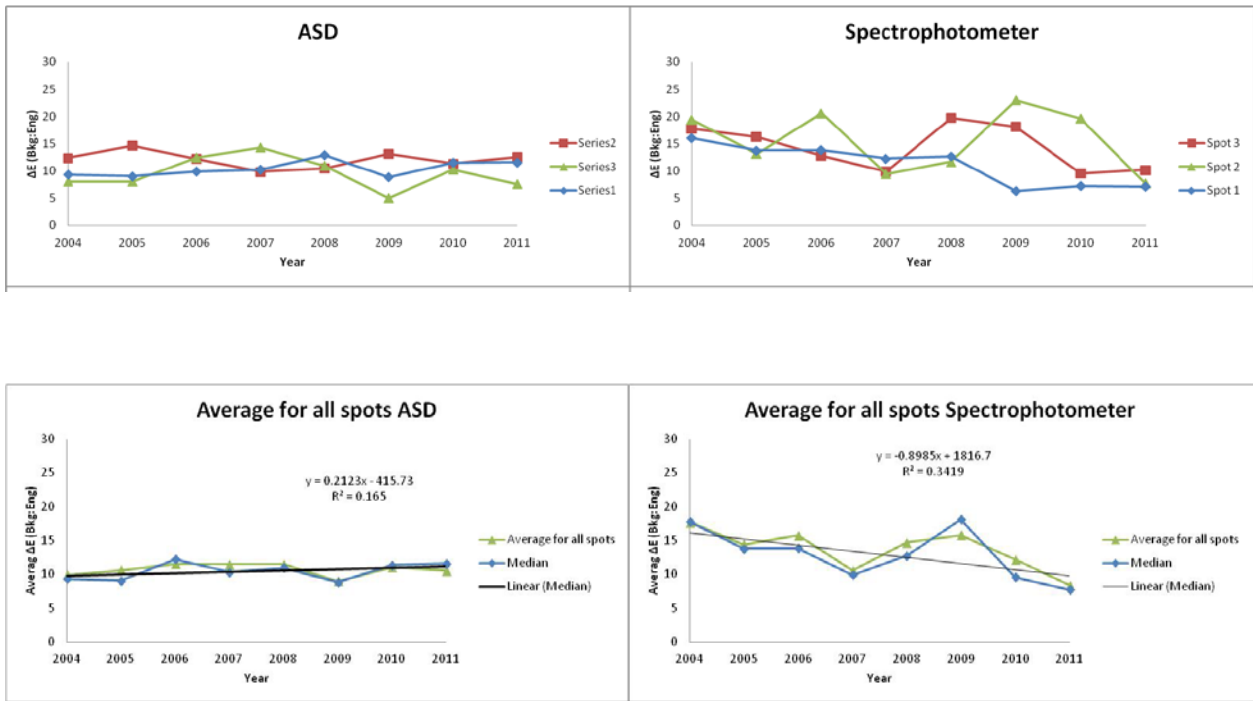 ASD
30
25
20
15
10
5
0
ΔE (Bkg:Eng)
2004 2005 2006 2007 2008 2009 2010 2011
Year
Series2
Series3
Series1
Spectrophotometer
30
25
20
15
10
5
0
ΔE (Bkg:Eng)
2004 2005 2006 2007 2008 2009 2010 2011
Year
Spot 3
Spot 2
Spot 1
Average for all spots ASD
30
25
20
15
10
5
0
Averag ΔE (Bkg:Eng)
y = 0.2123x - 415.73
R² = 0.165
2004 2005 2006 2007 2008 2009 2010 2011
Year
Average for all spots
Median
Linear (Median)
Average for all spots Spectrophotometer
30
25
20
15
10
5
0
Averag ΔE (Bkg:Eng)
y = -0.8985x + 1816.7
R² = 0.3419
2004 2005 2006 2007 2008 2009 2010 2011
Year
Average for all spots
Median
Linear (Median)